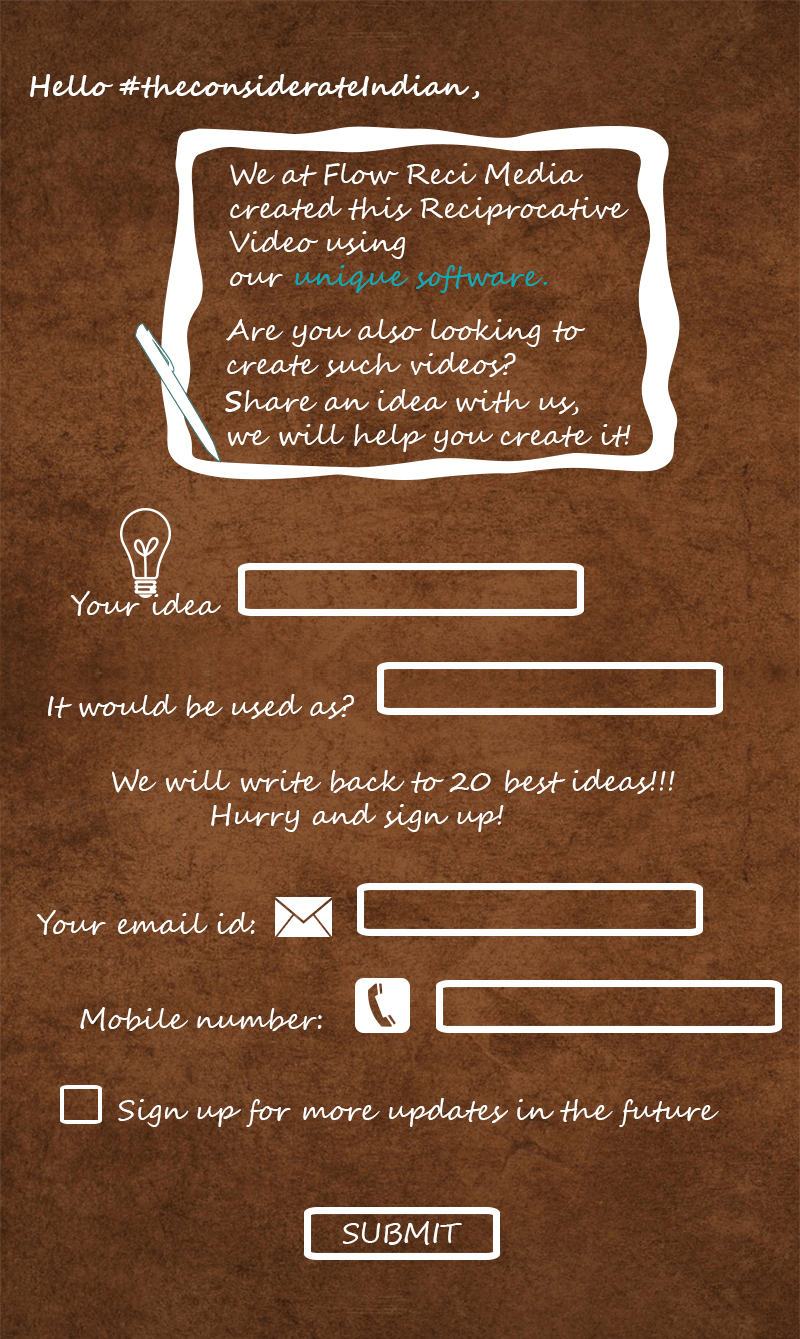 Hello #theconsiderateIndian,
We at Flow Reci Media
created this Reciprocative
Video using
our unique software.
Are you also looking to
create such videos?
Share an idea with us,
we will help you create it!
Your idea
It would be used as?
We will write back to 20 best ideas!!!
Hurry and sign up!
Your email id:
Mobile number:
Sign up for more updates in the future
SUBMIT